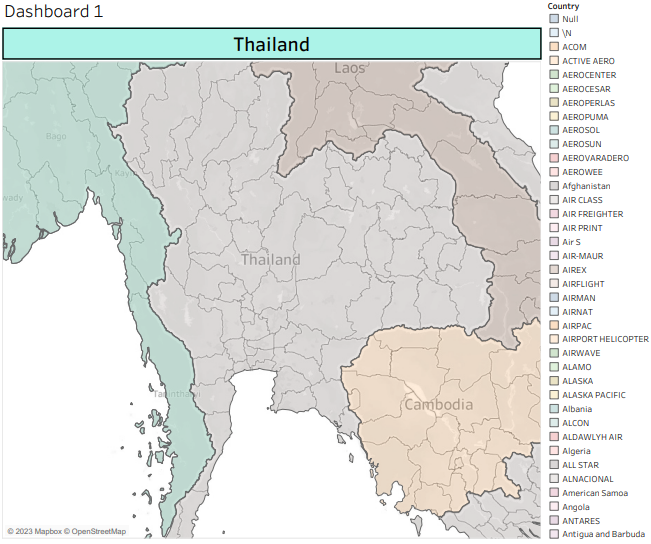 Dashboard 1
Thailand
Laos
Bago
Kay
wady
Thailand
Tanintharyi
Cambodia
© 2023 Mapbox © OpenStreetMap
Country
Null
\N
ACOM
ACTIVE AERO
AEROCENTER
AEROCESAR
AEROPERLAS
AEROPUMA
AEROSOL
AEROSUN
AEROVARADERO
AEROWEE
Afghanistan
AIR CLASS
AIR FREIGHTER
AIR PRINT
Air S
AIR-MAUR
AIREX
AIRFLIGHT
AIRMAN
AIRNAT
AIRPAC
AIRPORT HELICOPTER
AIRWAVE
ALAMO
ALASKA
ALASKA PACIFIC
Albania
ALCON
ALDAWLYH AIR
Algeria
ALL STAR
ALNACIONAL
American Samoa
Angola
ANTARES
Antigua and Barbuda